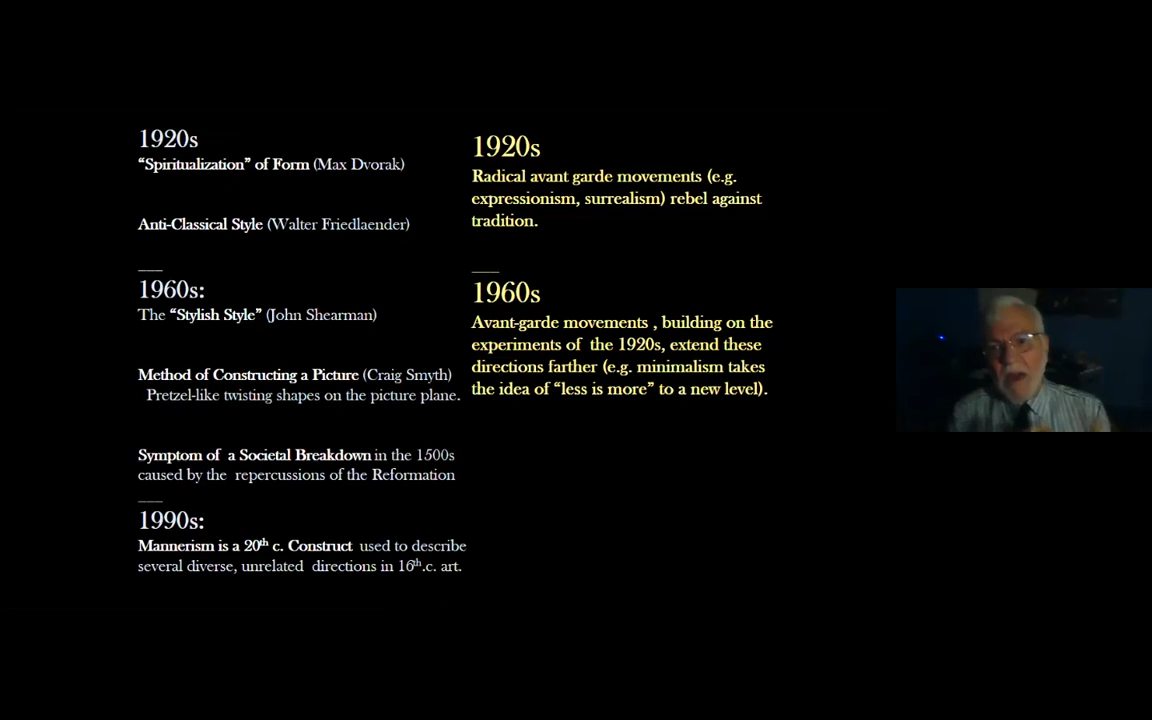 1920s
“Spiritualization” of Form (Max Dvorak)
Anti-Classical Style (Walter Friedlaender)
___
1960s:
The “Stylish Style” (John Shearman)
Method of Constructing a Picture (Craig Smyth)
Pretzel-like twisting shapes on the picture plane.
Symptom of a Societal Breakdown in the 1500s
caused by the repercussions of the Reformation
___
1990s:
Mannerism is a 20th c. Construct used to describe
several diverse, unrelated directions in 16th.c. art.
1920s
Radical avant garde movements (e.g.
expressionism, surrealism) rebel against
tradition.
___
1960s
Avant-garde movements , building on the
experiments of the 1920s, extend these
directions farther (e.g. minimalism takes
the idea of “less is more” to a new level).